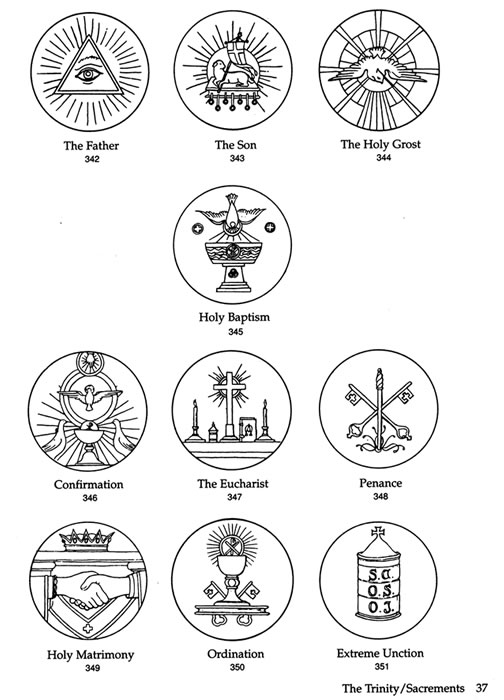 The Father
342
The Son
343
The Holy Grost
344
Holy Baptism
345
Confirmation
346
The Eucharist
347
Penance
348
Holy Matrimony
349
Ordination
350
S.C.
O.S.
O.I.
Extreme Unction
351
The Trinity/Sacraments 37